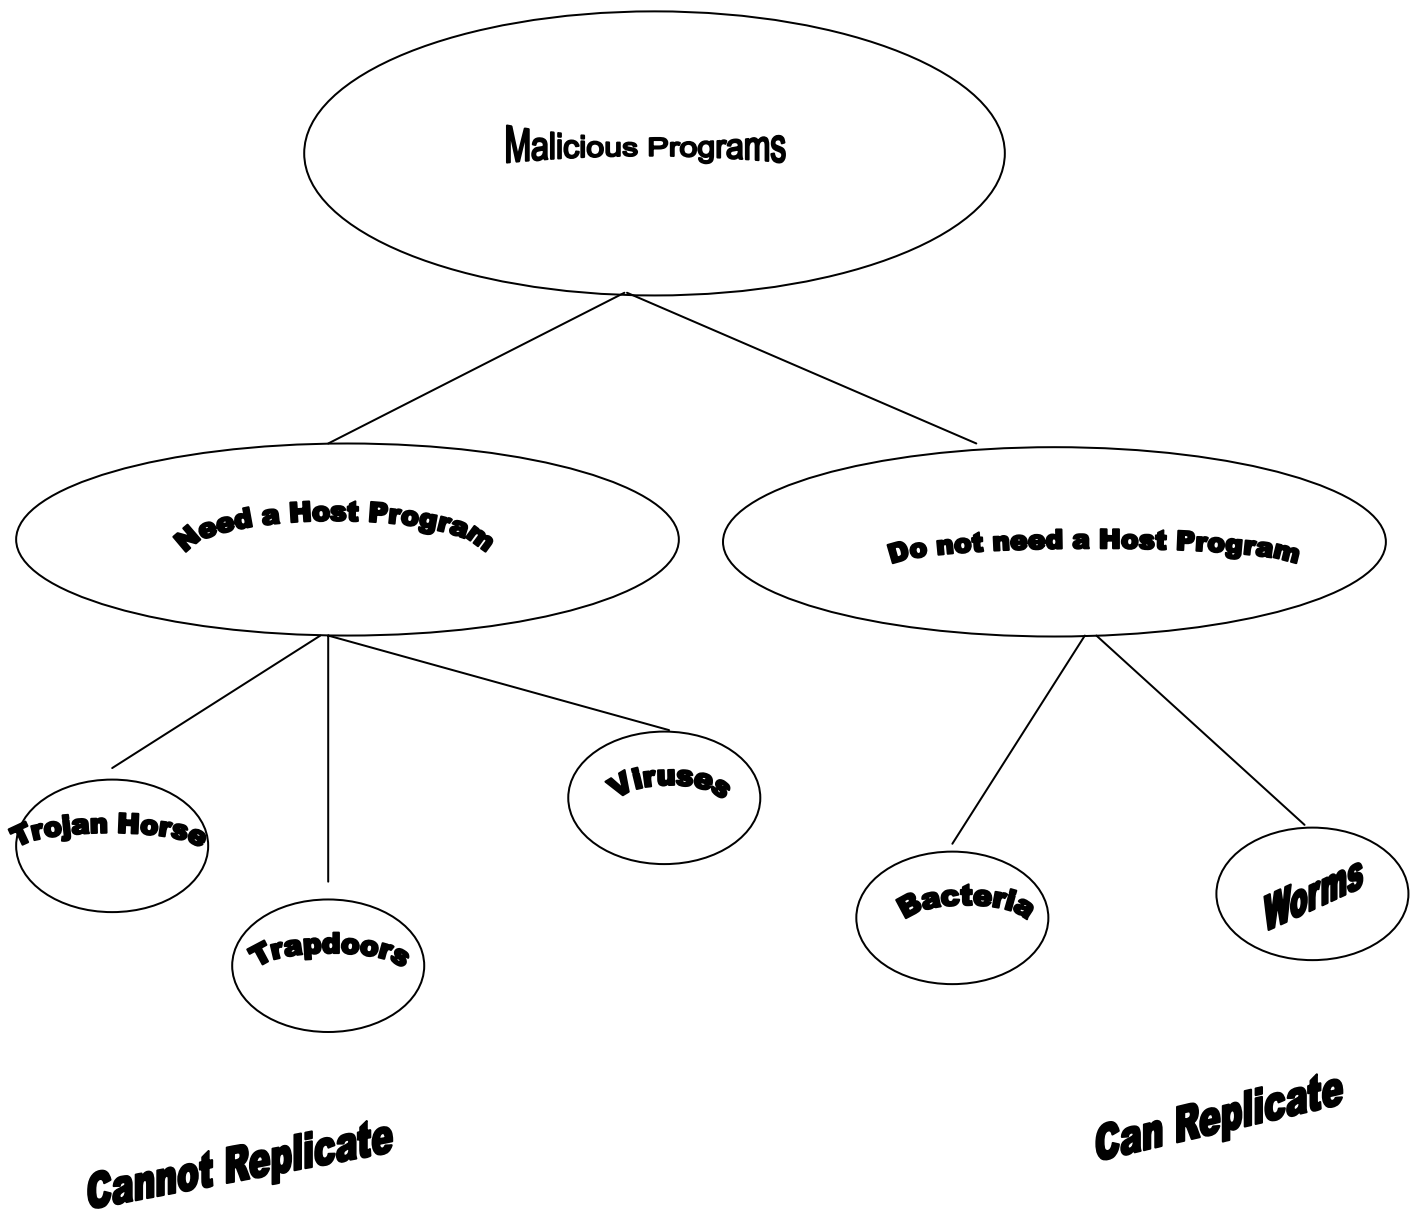 Malicious Programs
Need a Host Program
Do not need a Host Program
Trojan Horse
Trapdoors
Viruses
Bacteria
Worms
Cannot Replicate
Can Replicate